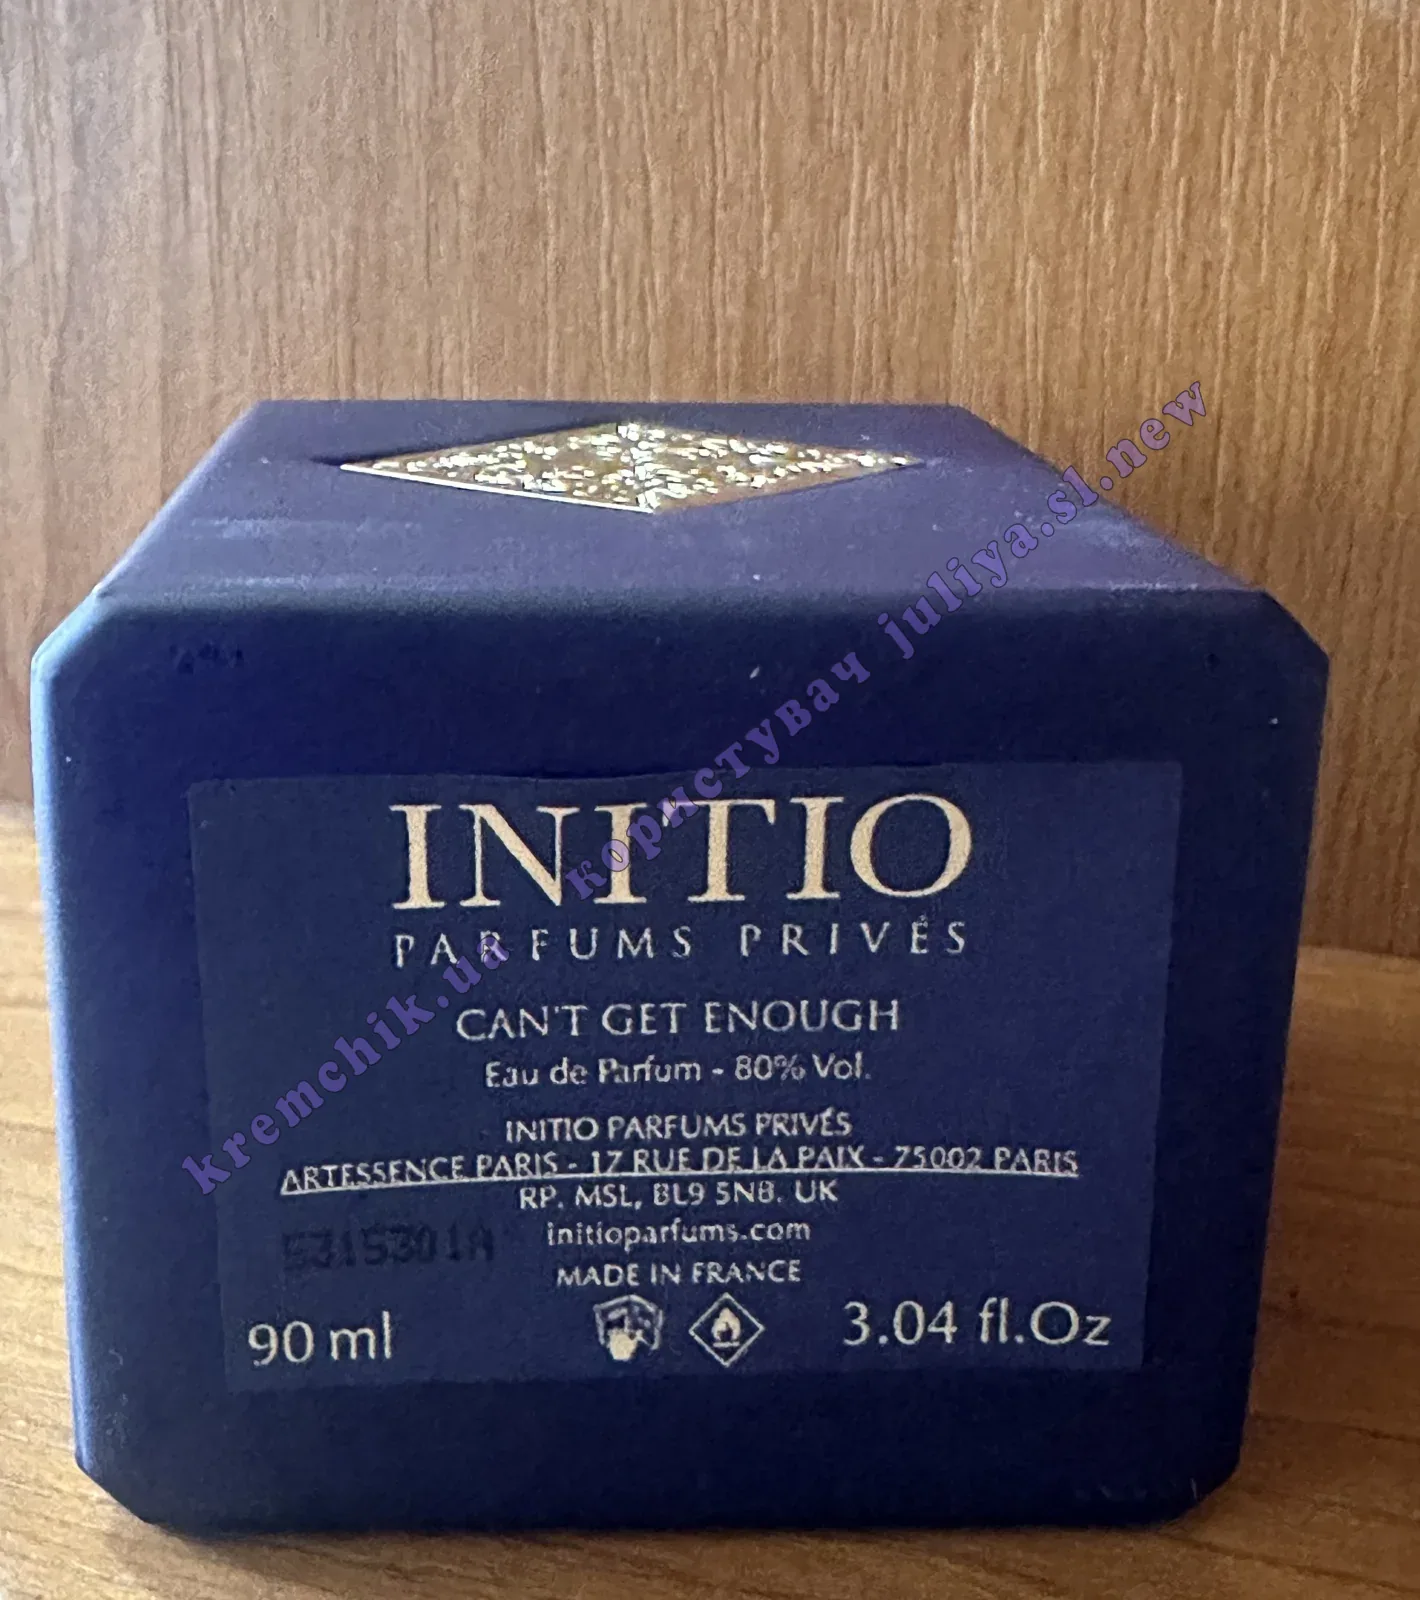 INITIO
PARFUMS PRIVÉS
CAN'T GET ENOUGH
Eau de Parfum - 80% Vol.
INITIO PARFUMS PRIVÉS
ARTESSENCE PARIS - 17 RUE DE LA PAIX - 75002 PARIS
RP. MSL, BL9 5NB. UK
initioparfums.com
5315301A
MADE IN FRANCE
90 ml
3.04 fl.Oz
kremchik.ua користувач juliya.sl.new